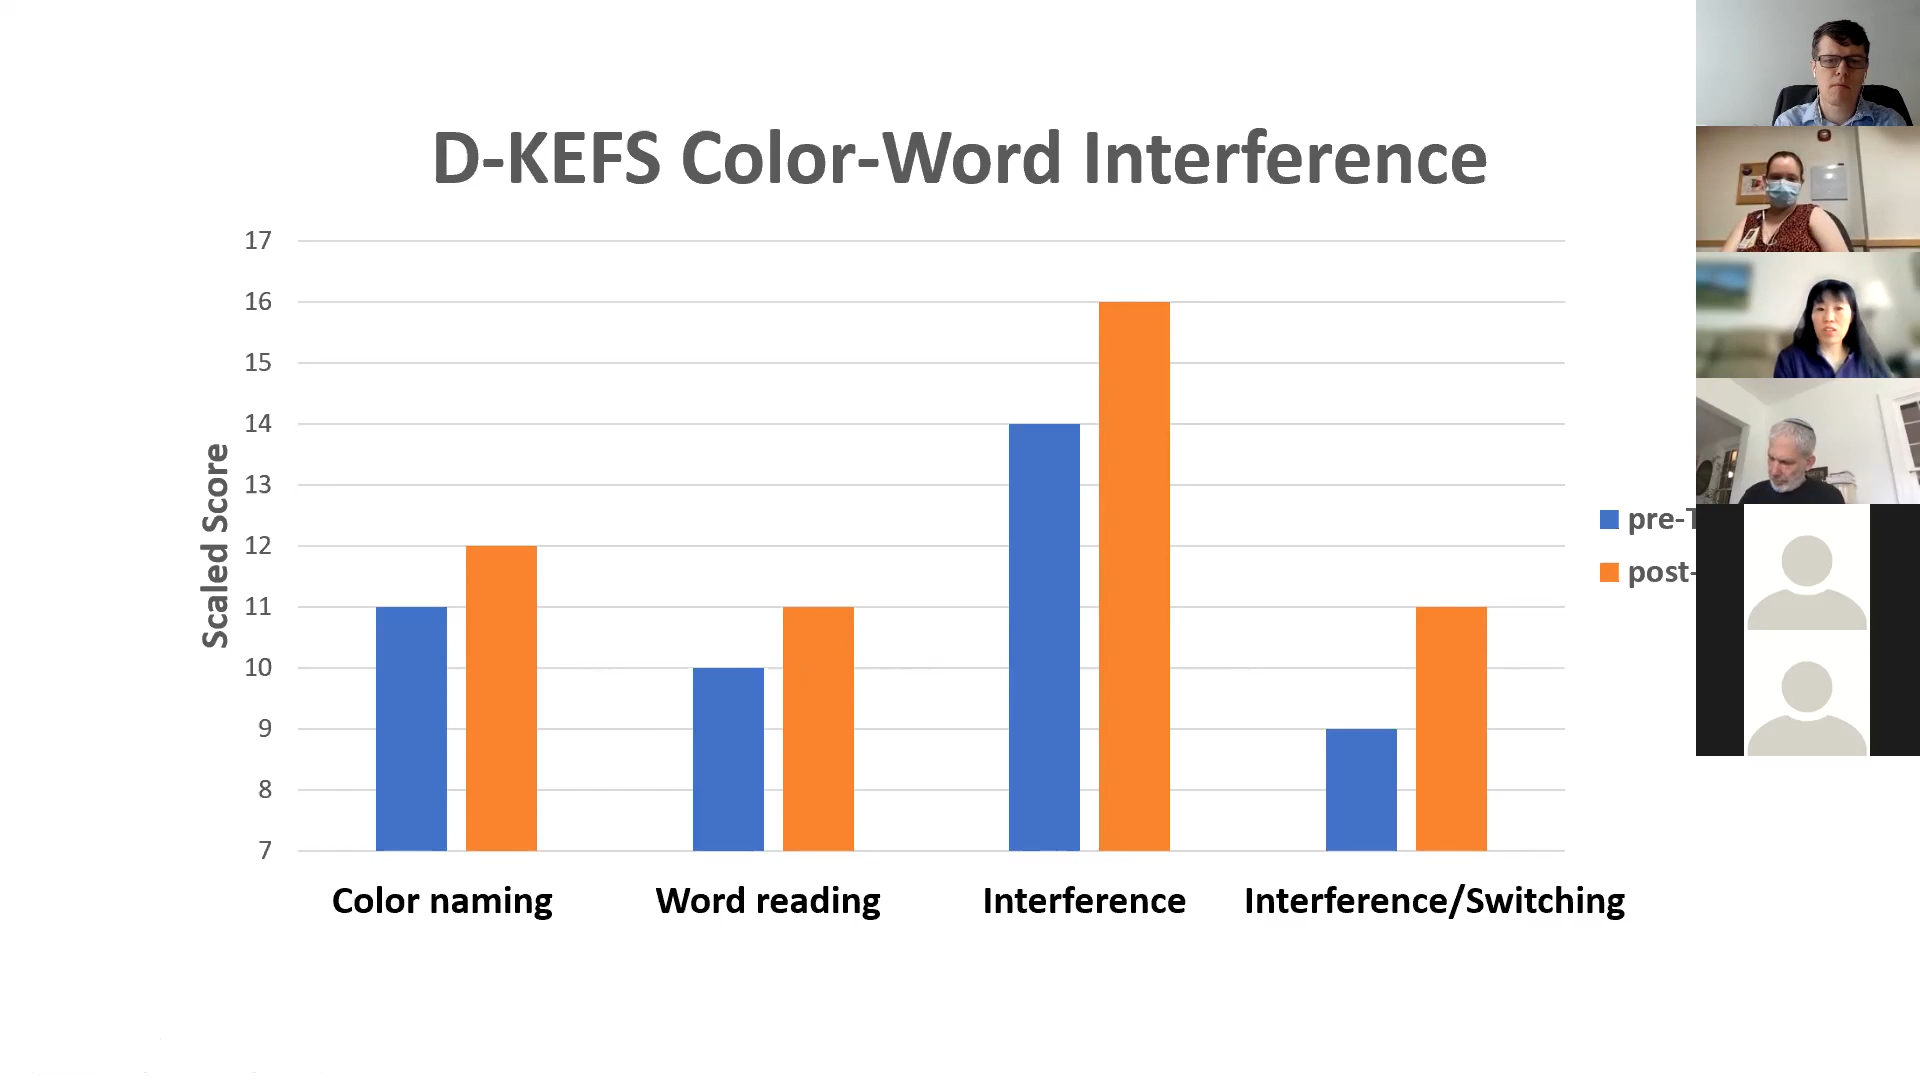 D-KEFS Color-Word Interference
Scaled Score
17
16
15
14
13
12
11
10
9
8
7
pre-T
post-
Color naming
Word reading
Interference
Interference/Switching